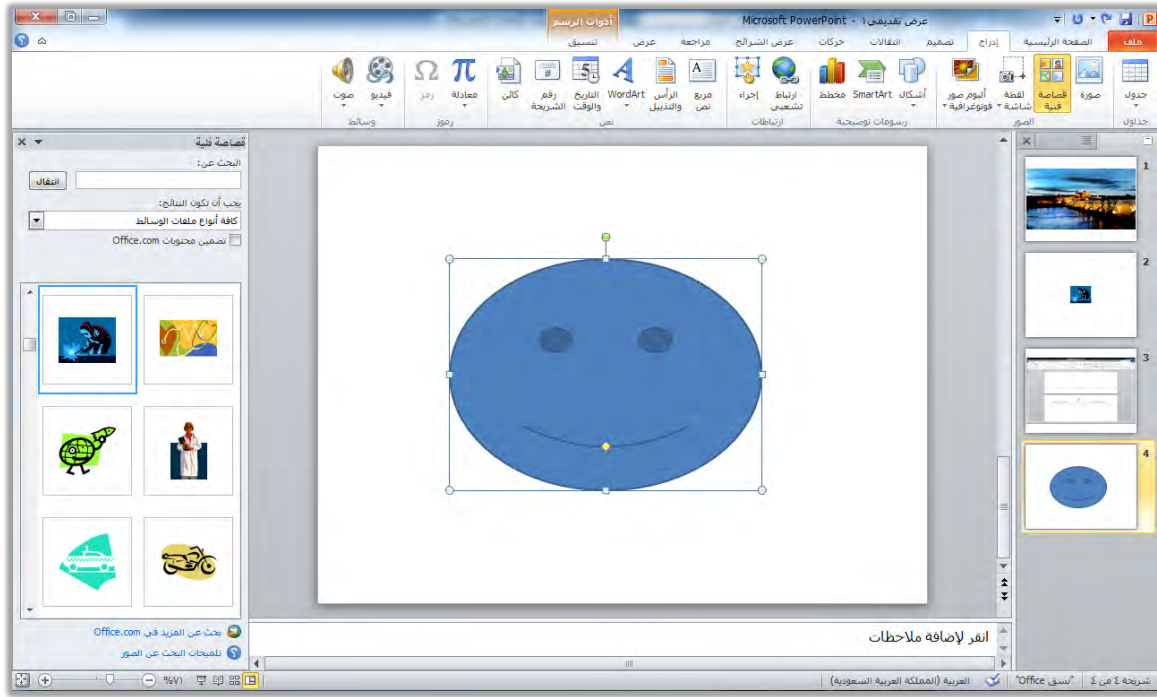 عرض تقديمي١ - Microsoft PowerPoint
أدوات الرسم
ملف
الصفحة الرئيسية
إدراج
تصميم
انتقالات
حركات
عرض الشرائح
مراجعة
عرض
تنسيق
جدول
صورة
قصاصة فنية
لقطة شاشة
ألبوم صور فوتوغرافية
أشكال
SmartArt
مخطط
ارتباط تشعبي
إجراء
مربع نص
الرأس والتذييل
WordArt
التاريخ والوقت
رقم الشريحة
كائن
معادلة
رمز
فيديو
صوت
جداول
الصور
رسومات توضيحية
ارتباطات
نص
رموز
وسائط
1
2
3
4
قصاصة فنية
البحث عن:
انتقال
يجب أن تكون النتائج:
كافة أنواع ملفات الوسائط
تضمين محتويات Office.com
بحث عن المزيد في Office.com
تلميحات البحث عن الصور
انقر لإضافة ملاحظات
شريحة ٤ من ٤
"نسق Office"
العربية (المملكة العربية السعودية)
%٧١